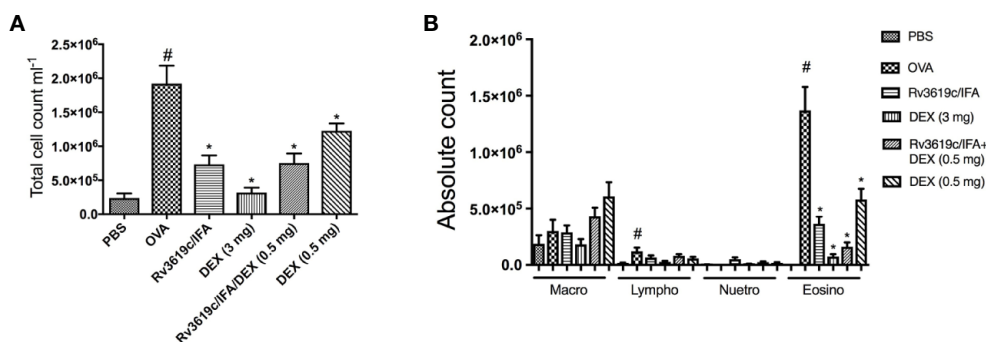 A
Total cell count ml-1
2.5×10⁶
2.0×10⁶
1.5×10⁶
1.0×10⁶
5.0×10⁵
0.0
#
*
*
*
*
PBS
OVA
Rv3619c/IFA
DEX (3 mg)
Rv3619c/IFA/DEX (0.5 mg)
DEX (0.5 mg)
B
Absolute count
2.0×10⁶
1.5×10⁶
1.0×10⁶
5.0×10⁵
0.0
#
#
*
*
*
*
Macro
Lympho
Nuetro
Eosino
PBS
OVA
Rv3619c/IFA
DEX (3 mg)
Rv3619c/IFA+
DEX (0.5 mg)
DEX (0.5 mg)